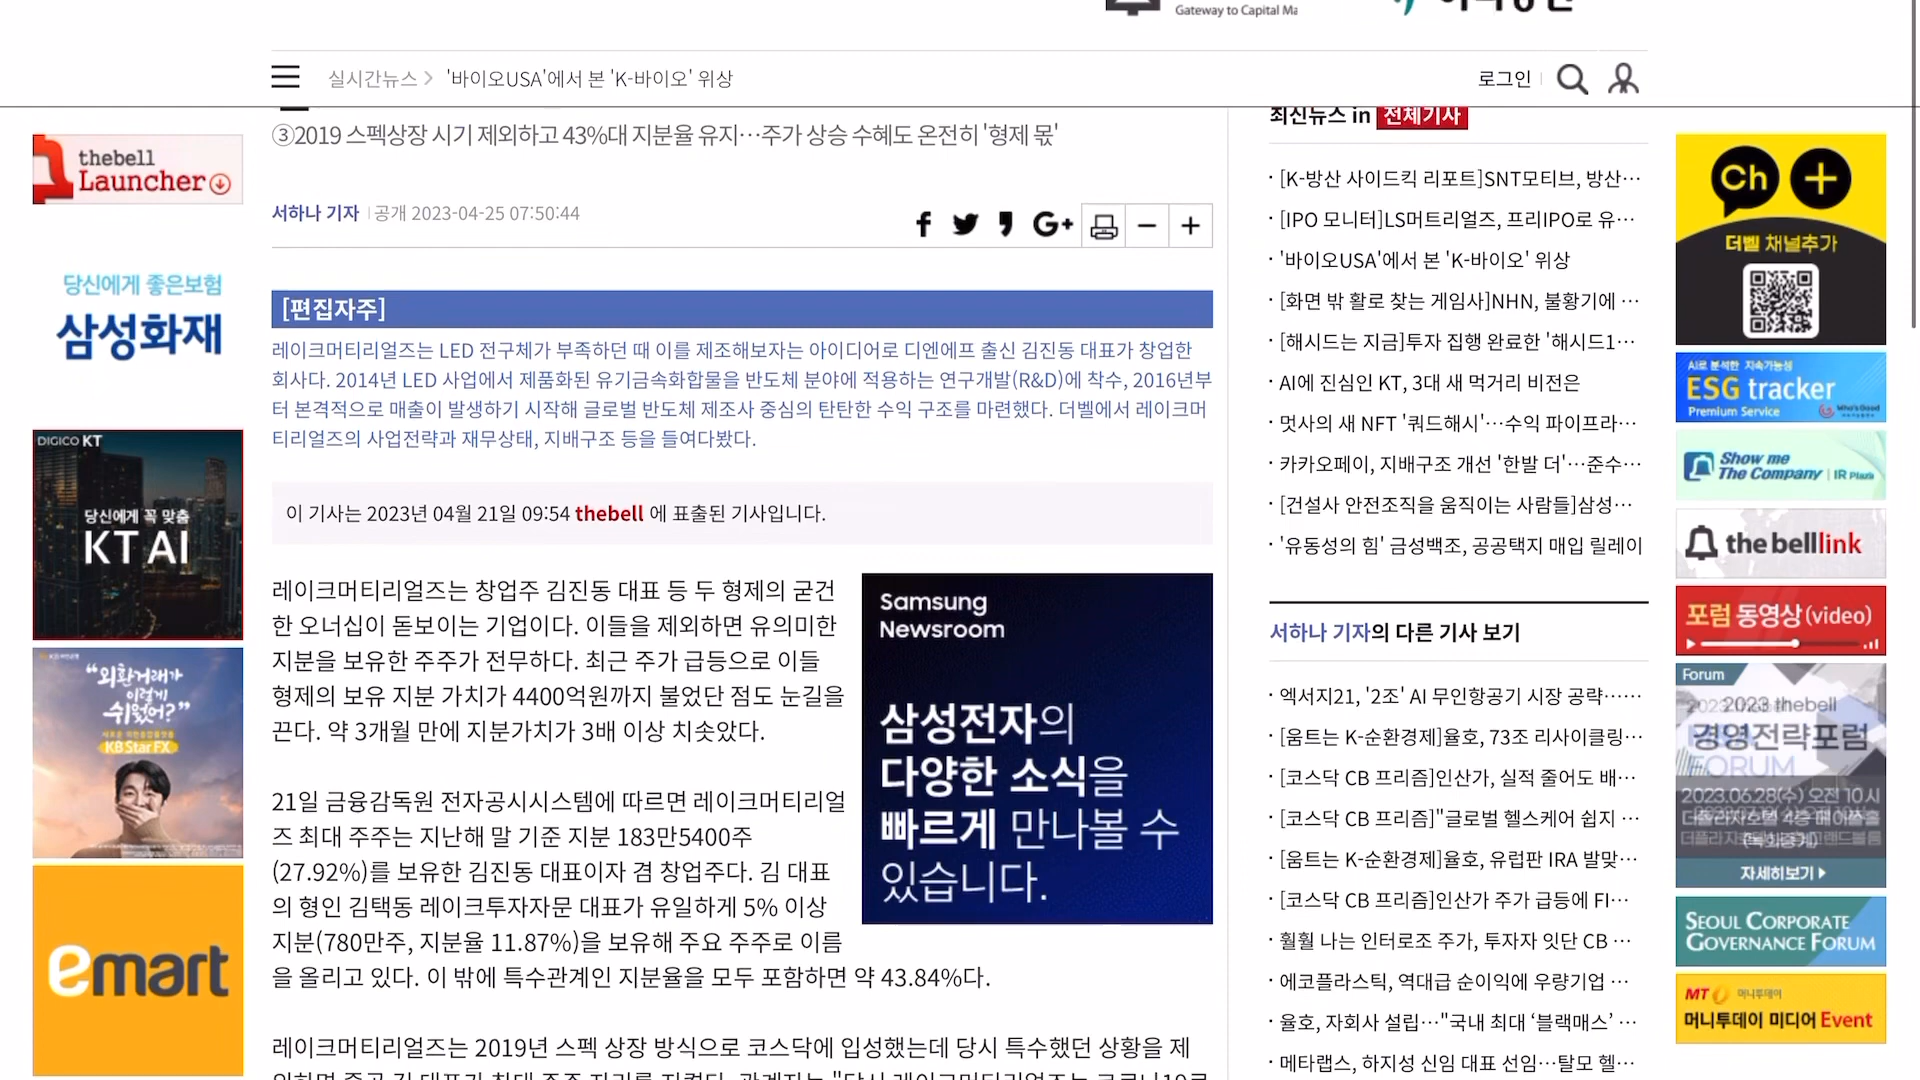 Gateway to Capital Ma
실시간뉴스 > '바이오USA'에서 본 'K-바이오' 위상
로그인
③2019 스펙상장 시기 제외하고 43%대 지분율 유지…주가 상승 수혜도 온전히 '형제 몫'
서하나 기자 | 공개 2023-04-25 07:50:44
[편집자주]
레이크머티리얼즈는 LED 전구체가 부족하던 때 이를 제조해보자는 아이디어로 디엔에프 출신 김진동 대표가 창업한
회사다. 2014년 LED 사업에서 제품화된 유기금속화합물을 반도체 분야에 적용하는 연구개발(R&D)에 착수, 2016년부
터 본격적으로 매출이 발생하기 시작해 글로벌 반도체 제조사 중심의 탄탄한 수익 구조를 마련했다. 더벨에서 레이크머
티리얼즈의 사업전략과 재무상태, 지배구조 등을 들여다봤다.
이 기사는 2023년 04월 21일 09:54 thebell 에 표출된 기사입니다.
레이크머티리얼즈는 창업주 김진동 대표 등 두 형제의 굳건
한 오너십이 돋보이는 기업이다. 이들을 제외하면 유의미한
지분을 보유한 주주가 전무하다. 최근 주가 급등으로 이들
형제의 보유 지분 가치가 4400억원까지 불었단 점도 눈길을
끈다. 약 3개월 만에 지분가치가 3배 이상 치솟았다.
21일 금융감독원 전자공시시스템에 따르면 레이크머티리얼
즈 최대 주주는 지난해 말 기준 지분 183만5400주
(27.92%)를 보유한 김진동 대표이자 겸 창업주다. 김 대표
의 형인 김택동 레이크투자자문 대표가 유일하게 5% 이상
지분(780만주, 지분율 11.87%)을 보유해 주요 주주로 이름
을 올리고 있다. 이 밖에 특수관계인 지분율을 모두 포함하면 약 43.84%다.
레이크머티리얼즈는 2019년 스펙 상장 방식으로 코스닥에 입성했는데 당시 특수했던 상황을 제
Samsung
Newsroom
삼성전자의
다양한 소식을
빠르게 만나볼 수
있습니다.
최신뉴스 in 전체기사
· [K-방산 사이드킥 리포트]SNT모티브, 방산…
· [IPO 모니터]LS머트리얼즈, 프리IPO로 유…
· '바이오USA'에서 본 'K-바이오' 위상
· [화면 밖 활로 찾는 게임사]NHN, 불황기에 …
· [해시드는 지금]투자 집행 완료한 '해시드1…
· AI에 진심인 KT, 3대 새 먹거리 비전은
· 멋사의 새 NFT '쿼드해시'…수익 파이프라…
· 카카오페이, 지배구조 개선 '한발 더'…준수…
· [건설사 안전조직을 움직이는 사람들]삼성…
· '유동성의 힘' 금성백조, 공공택지 매입 릴레이
서하나 기자의 다른 기사 보기
· 엑서지21, '2조' AI 무인항공기 시장 공략……
· [움트는 K-순환경제]율호, 73조 리사이클링…
· [코스닥 CB 프리즘]인산가, 실적 줄어도 배…
· [코스닥 CB 프리즘]"글로벌 헬스케어 쉽지 …
· [움트는 K-순환경제]율호, 유럽판 IRA 발맞…
· [코스닥 CB 프리즘]인산가 주가 급등에 FI…
· 훨훨 나는 인터로조 주가, 투자자 잇단 CB …
· 에코플라스틱, 역대급 순이익에 우량기업 …
· 율호, 자회사 설립…"국내 최대 '블랙매스' …
· 메타랩스, 하지성 신임 대표 선임…탈모 헬…
thebell
Launcher
당신에게 좋은보험
삼성화재
DIGICO KT
당신에게 꼭 맞춤
KT AI
"외환거래가
이렇게
쉬웠어?"
KB Star FX
emart
Ch +
더벨 채널추가
AI로 분석한 지속가능성
ESG tracker
Premium Service
Who's Good
Show me
The Company | IR Plaza
the bell link
포럼 동영상(video)
Forum
2023 thebell
경영전략포럼
FORUM
2023.06.28(수) 오전 10시
자세히보기
SEOUL CORPORATE
GOVERNANCE FORUM
MT 머니투데이
머니투데이 미디어 Event